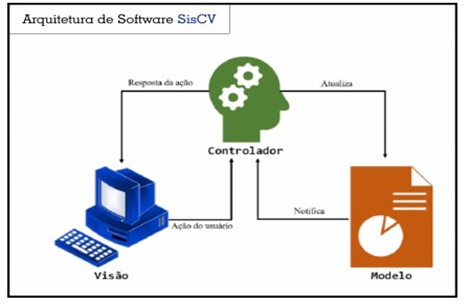 Arquitetura de Software SisCV
Resposta da ação
Atualiza
Controlador
Ação do usuário
Notifica
Visão
Modelo